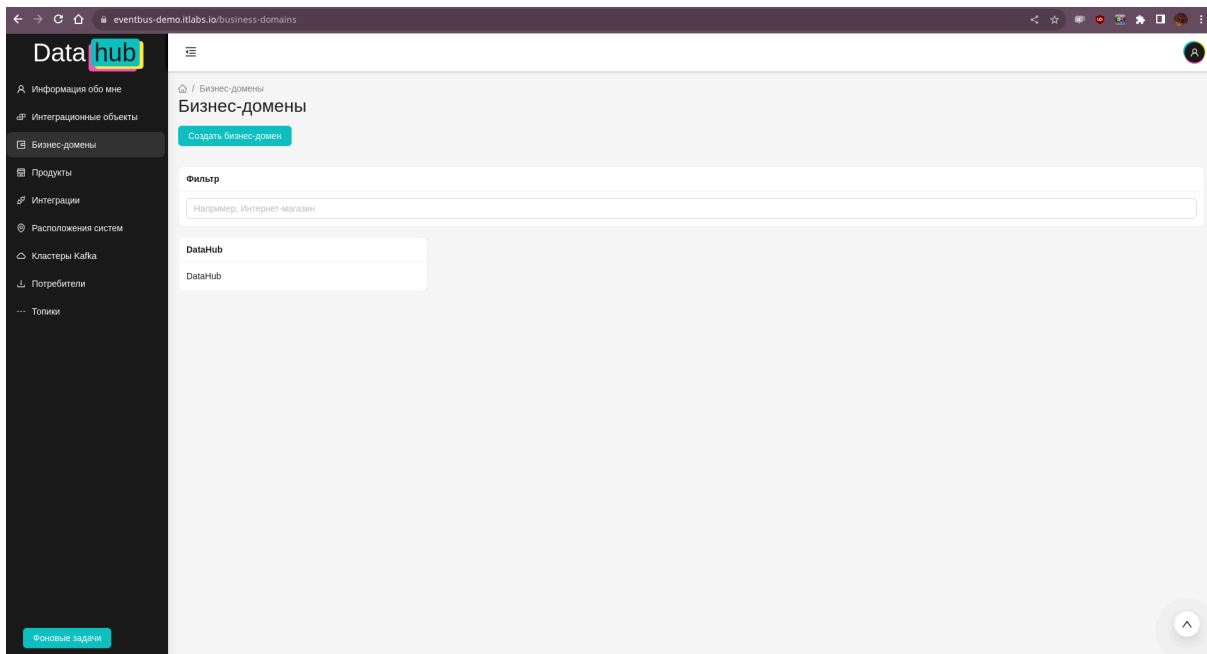 eventbus-demo.itlabs.io/business-domains
Data hub
Информация обо мне
Интеграционные объекты
Бизнес-домены
Продукты
Интеграции
Расположения систем
Кластеры Kafka
Потребители
Топики
Фоновые задачи
/ Бизнес-домены
Бизнес-домены
Создать бизнес-домен
Фильтр
Например, Интернет-магазин
DataHub
DataHub